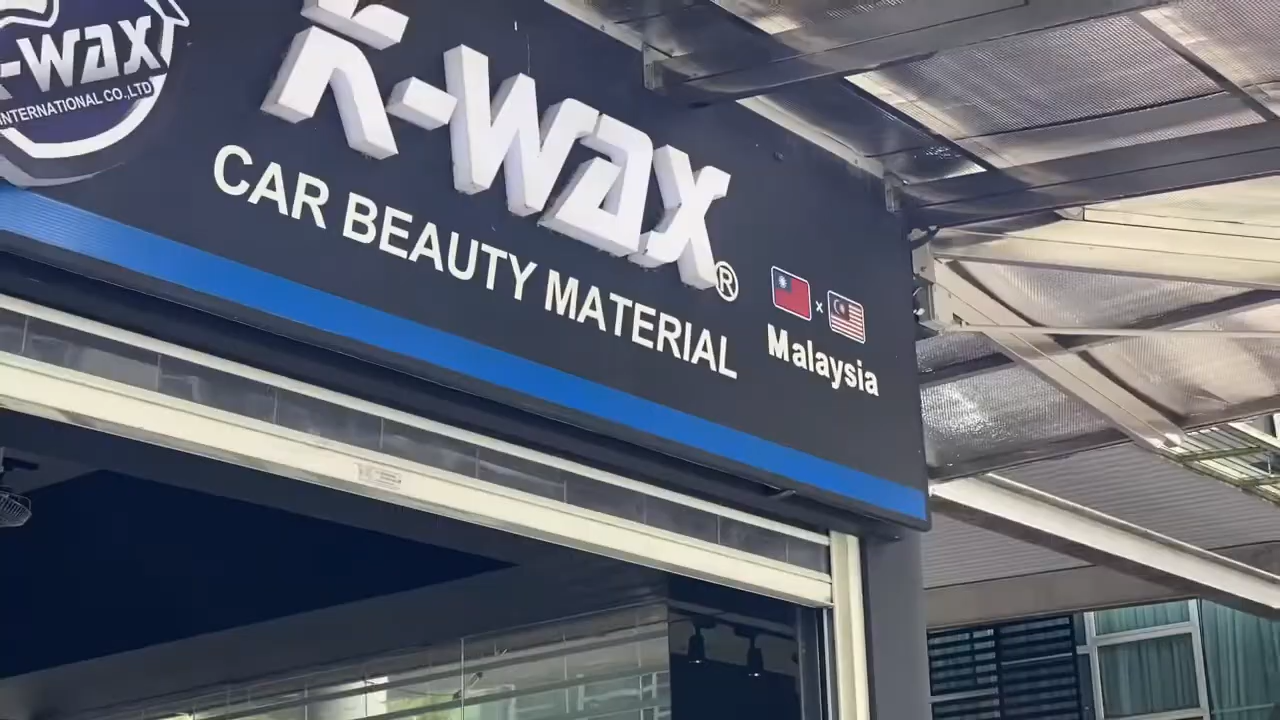 K-WAX
INTERNATIONAL CO.,LTD
K-WAX®
CAR BEAUTY MATERIAL
x
Malaysia